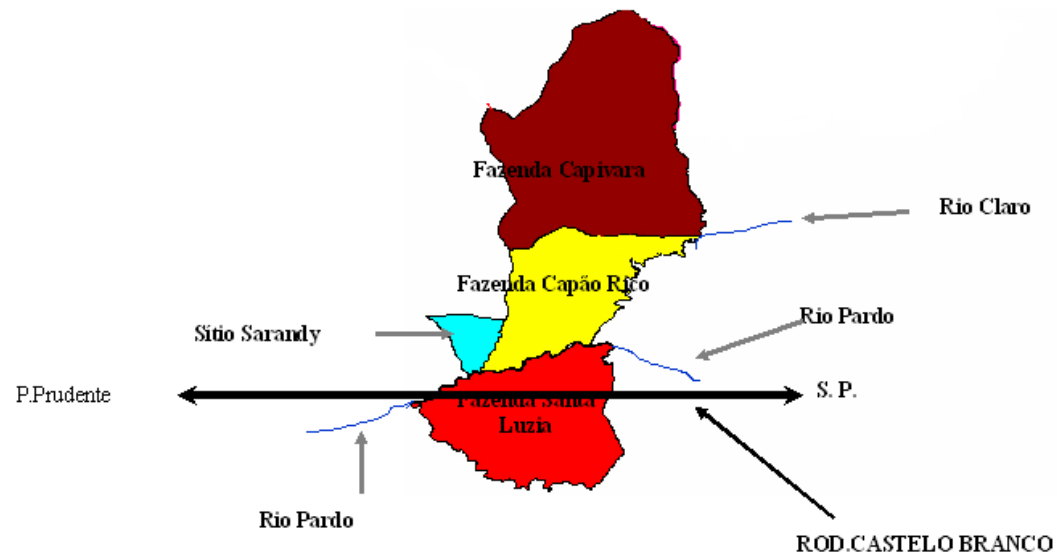 Fazenda Capivara
Rio Claro
Fazenda Capão Rico
Rio Pardo
Sítio Sarandy
P.Prudente
S. P.
Fazenda Santa
Luzia
Rio Pardo
ROD.CASTELO BRANCO